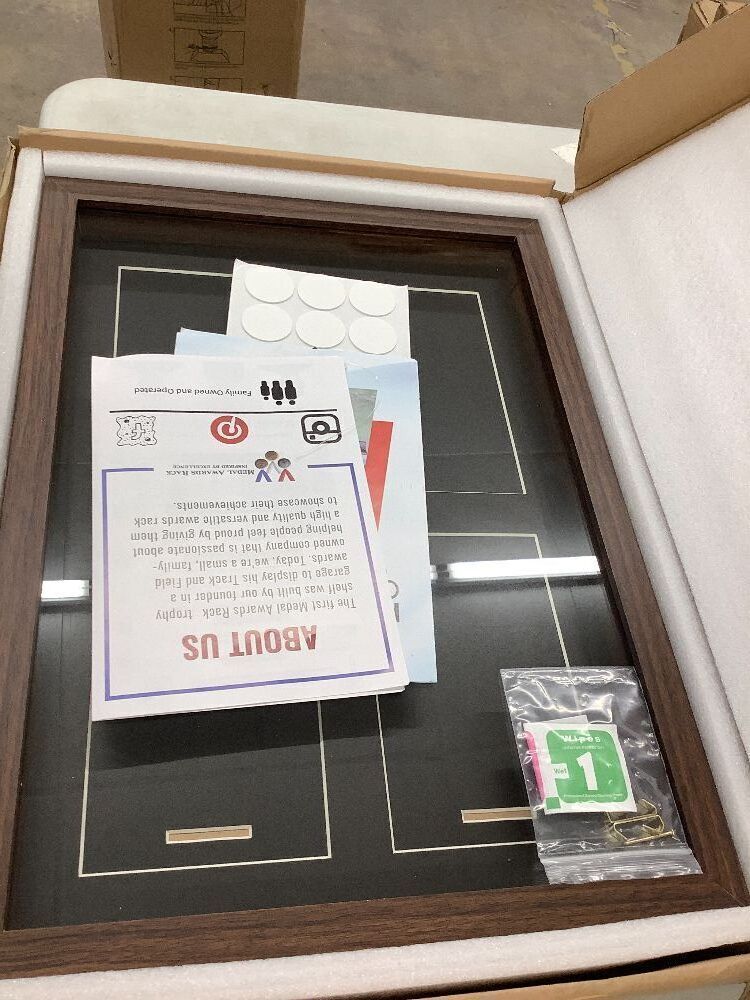 ABOUT US
The first Medal Awards Rack trophy
shelf was built by our founder in a
garage to display his Track and Field
awards. Today, we're a small, family-
owned company that is passionate about
helping people feel proud by giving them
a high quality and versatile awards rack
to showcase their achievements.
MEDAL AWARDS RACK
INSPIRED BY EXCELLENCE
Family Owned and Operated
Wipes
Wet
1